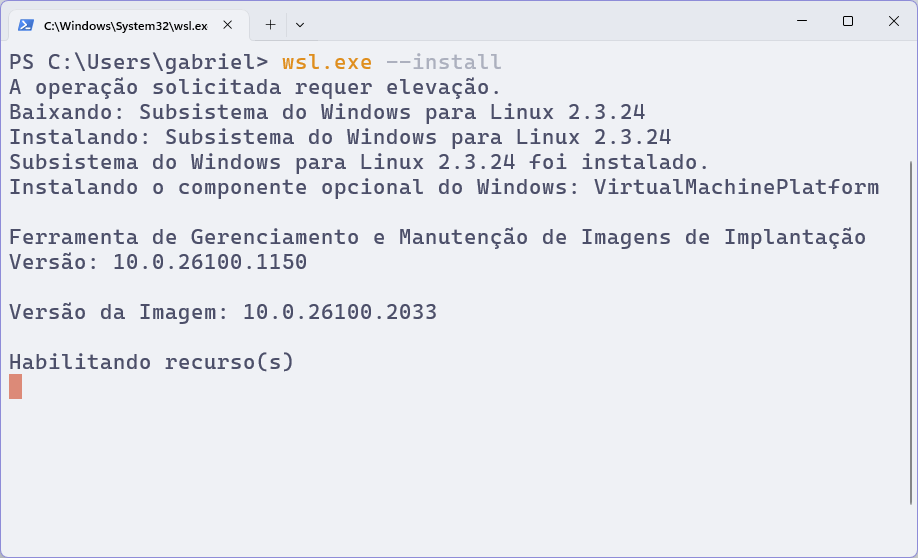 C:\Windows\System32\wsl.ex
PS C:\Users\gabriel> wsl.exe --install
A operação solicitada requer elevação.
Baixando: Subsistema do Windows para Linux 2.3.24
Instalando: Subsistema do Windows para Linux 2.3.24
Subsistema do Windows para Linux 2.3.24 foi instalado.
Instalando o componente opcional do Windows: VirtualMachinePlatform
Ferramenta de Gerenciamento e Manutenção de Imagens de Implantação
Versão: 10.0.26100.1150
Versão da Imagem: 10.0.26100.2033
Habilitando recurso(s)